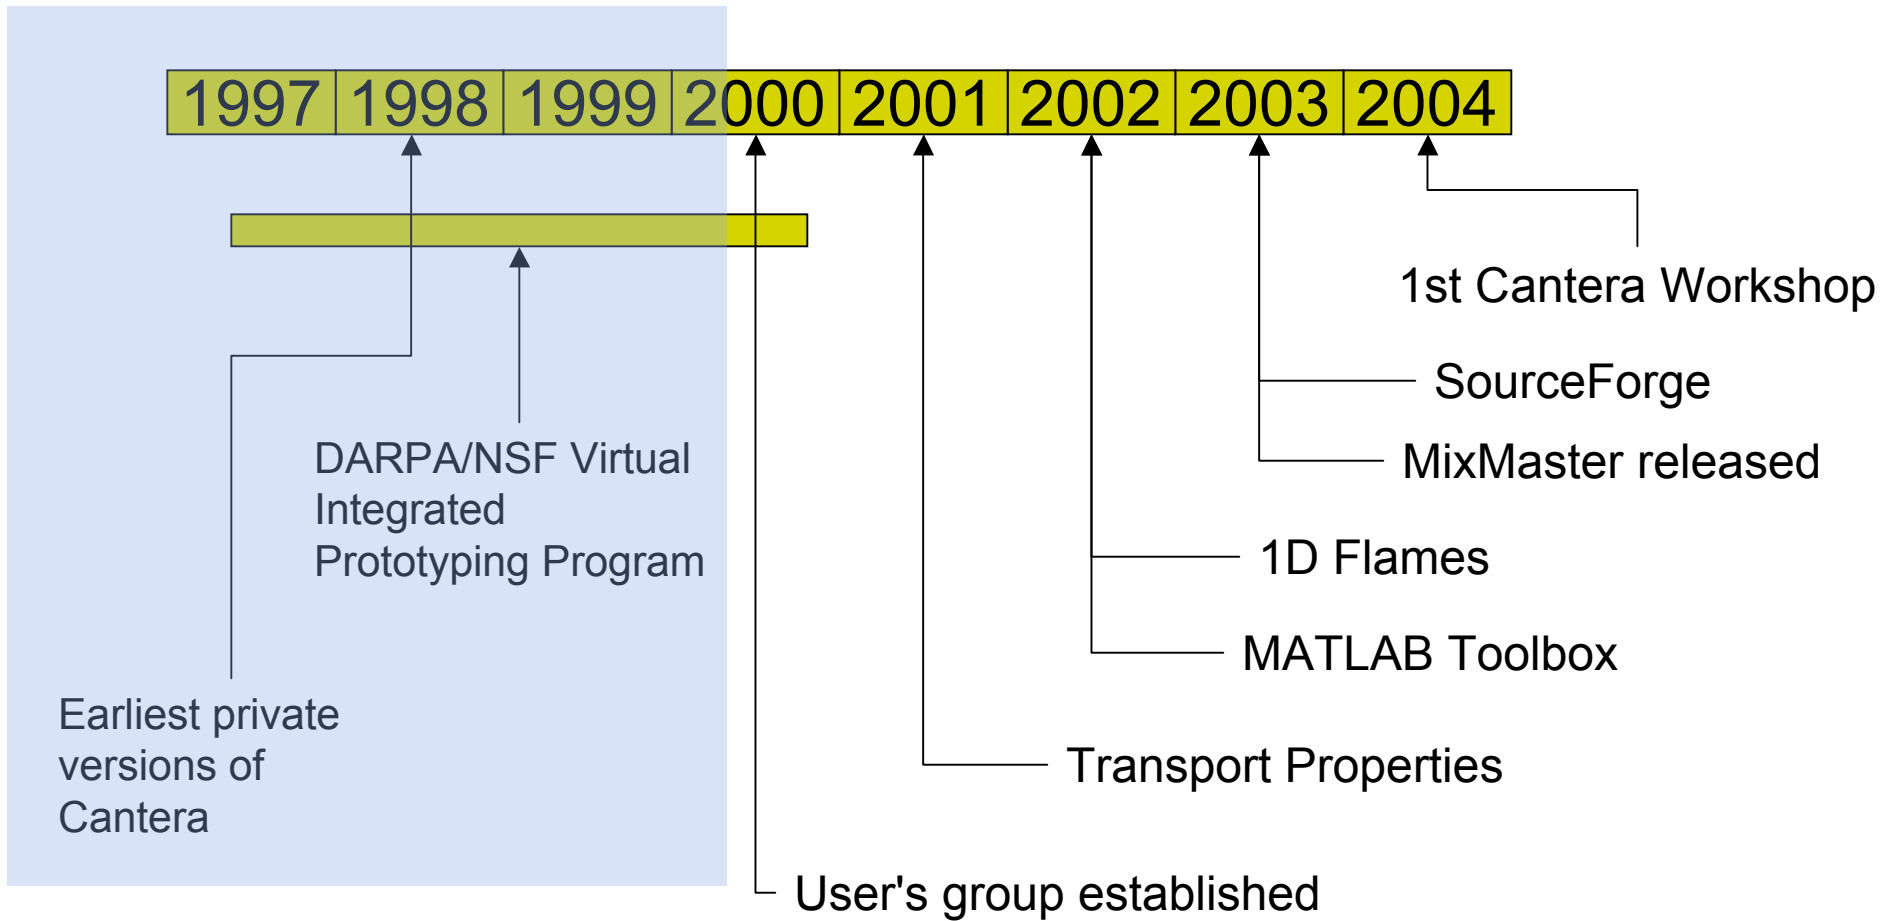 1997 1998 1999 2000 2001 2002 2003 2004
1st Cantera Workshop
SourceForge
MixMaster released
DARPA/NSF Virtual
Integrated
Prototyping Program
1D Flames
MATLAB Toolbox
Earliest private
versions of
Cantera
Transport Properties
User's group established